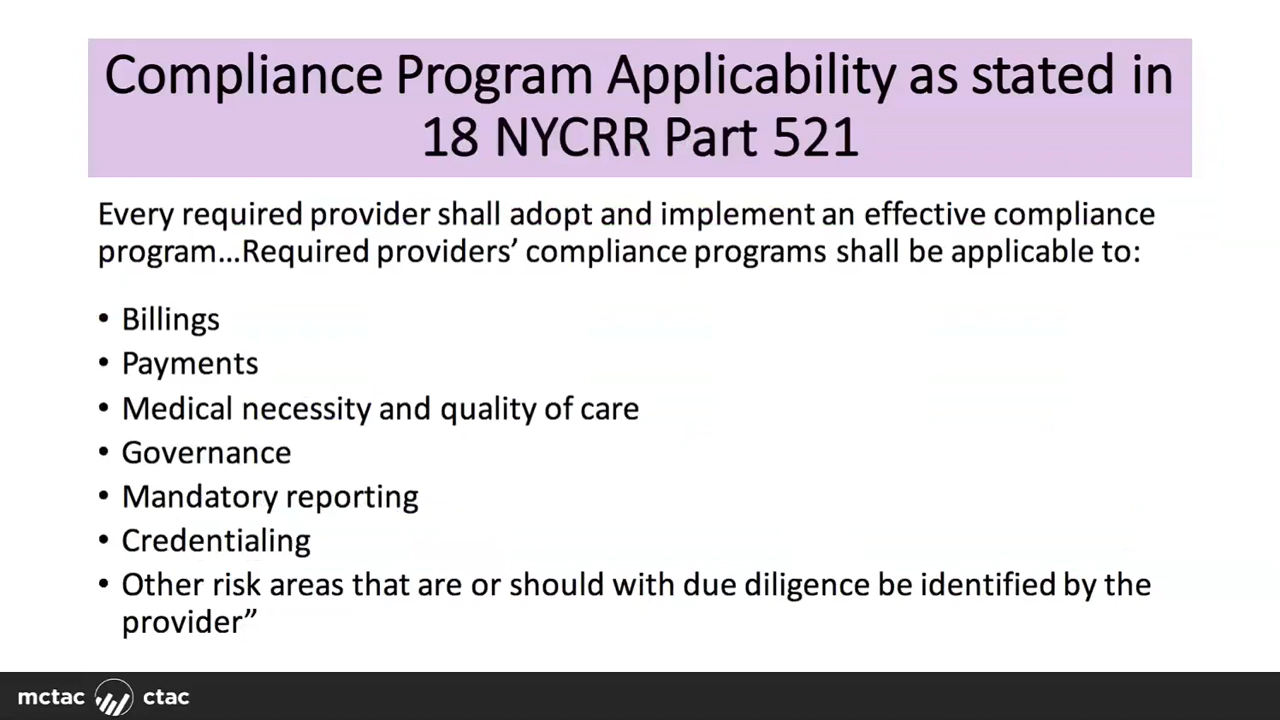 Compliance Program Applicability as stated in
18 NYCRR Part 521
Every required provider shall adopt and implement an effective compliance
program…Required providers’ compliance programs shall be applicable to:
• Billings
• Payments
• Medical necessity and quality of care
• Governance
• Mandatory reporting
• Credentialing
• Other risk areas that are or should with due diligence be identified by the
provider”
mctac ctac